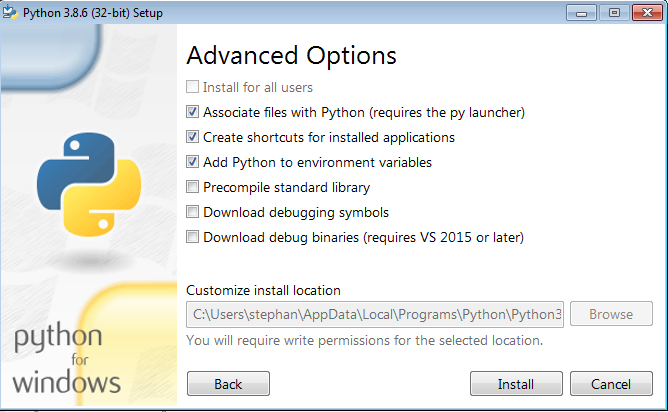 Python 3.8.6 (32-bit) Setup
Advanced Options
Install for all users
Associate files with Python (requires the py launcher)
Create shortcuts for installed applications
Add Python to environment variables
Precompile standard library
Download debugging symbols
Download debug binaries (requires VS 2015 or later)
Customize install location
C:\Users\stephan\AppData\Local\Programs\Python\Python3
Browse
You will require write permissions for the selected location.
python
for
windows
Back
Install
Cancel